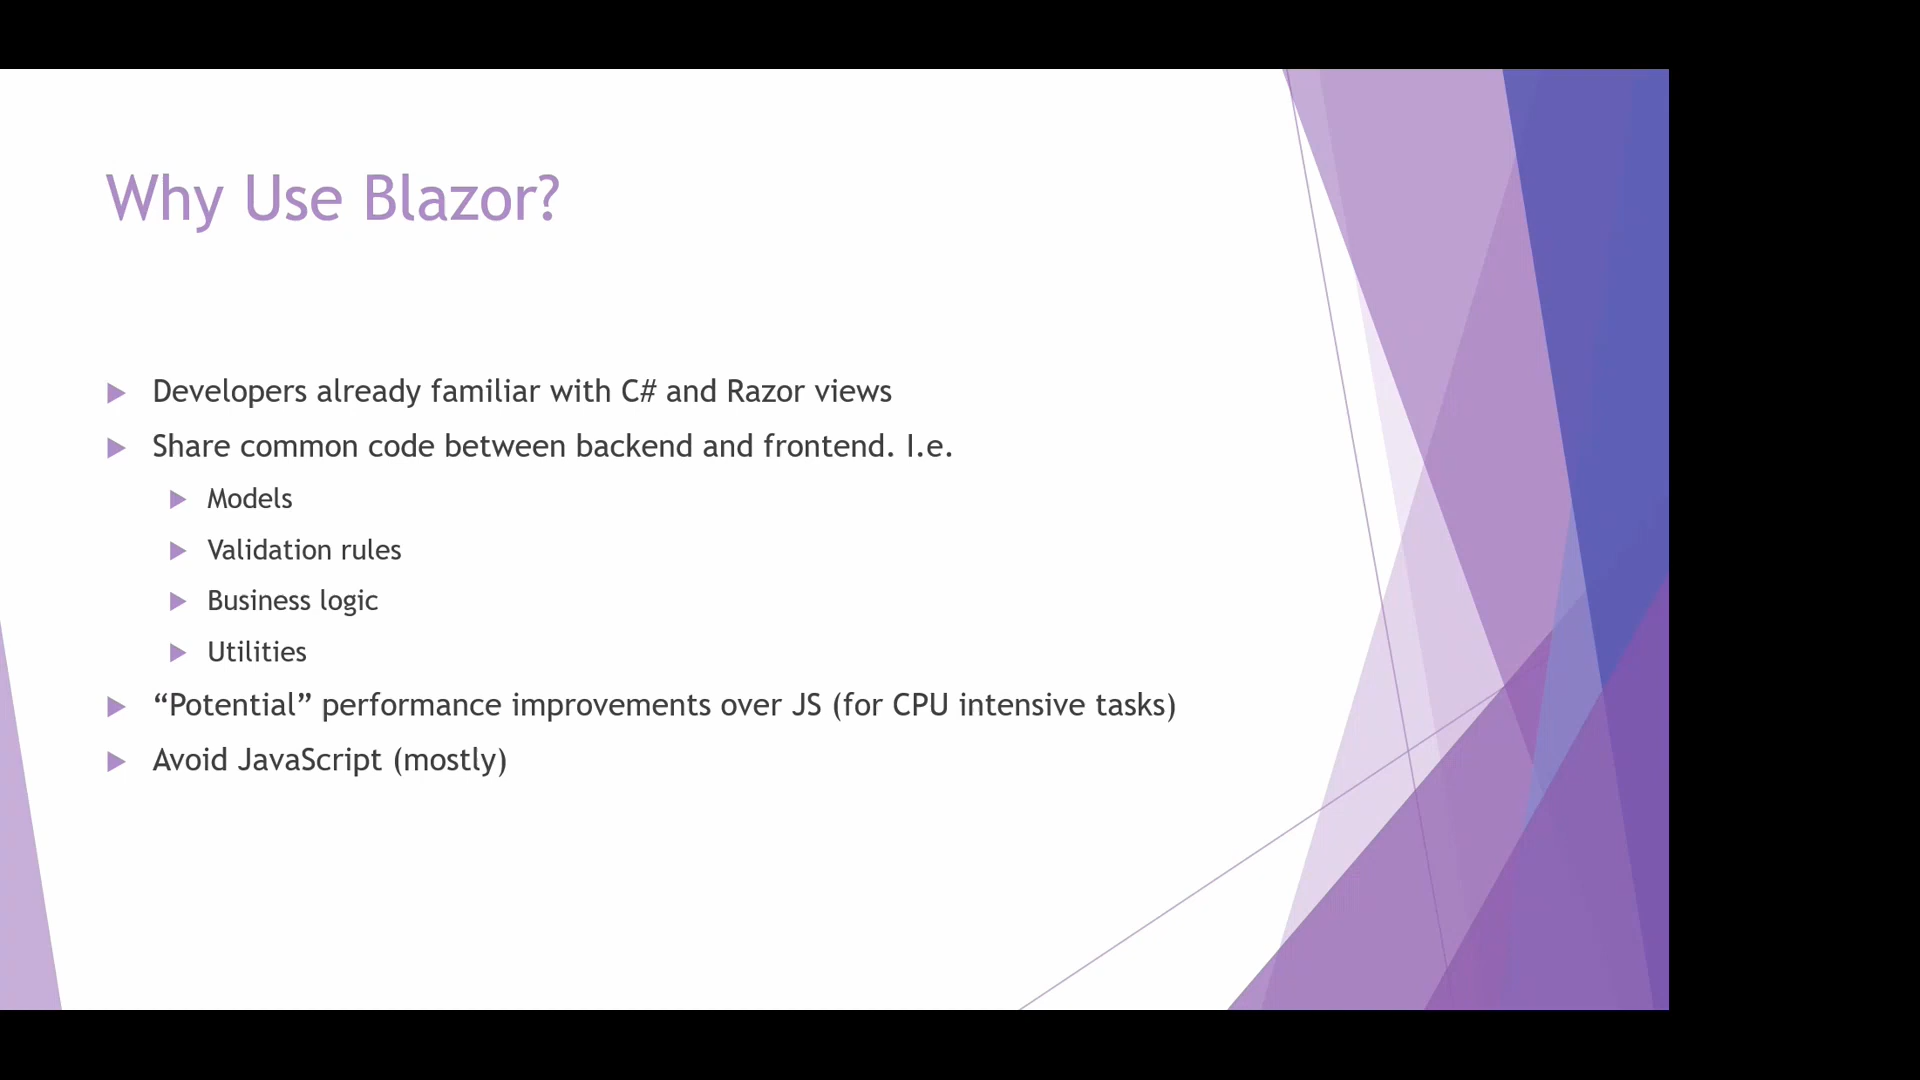 Why Use Blazor?
Developers already familiar with C# and Razor views
Share common code between backend and frontend. I.e.
Models
Validation rules
Business logic
Utilities
“Potential” performance improvements over JS (for CPU intensive tasks)
Avoid JavaScript (mostly)